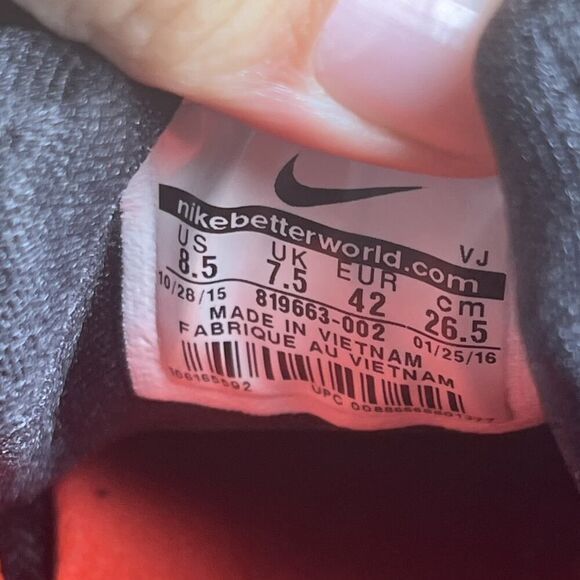 nikebetterworld.com
VJ
US UK EUR cm
8.5 7.5 42 26.5
10/28/15 819663-002 01/25/16
MADE IN VIETNAM
FABRIQUE AU VIETNAM
UPC